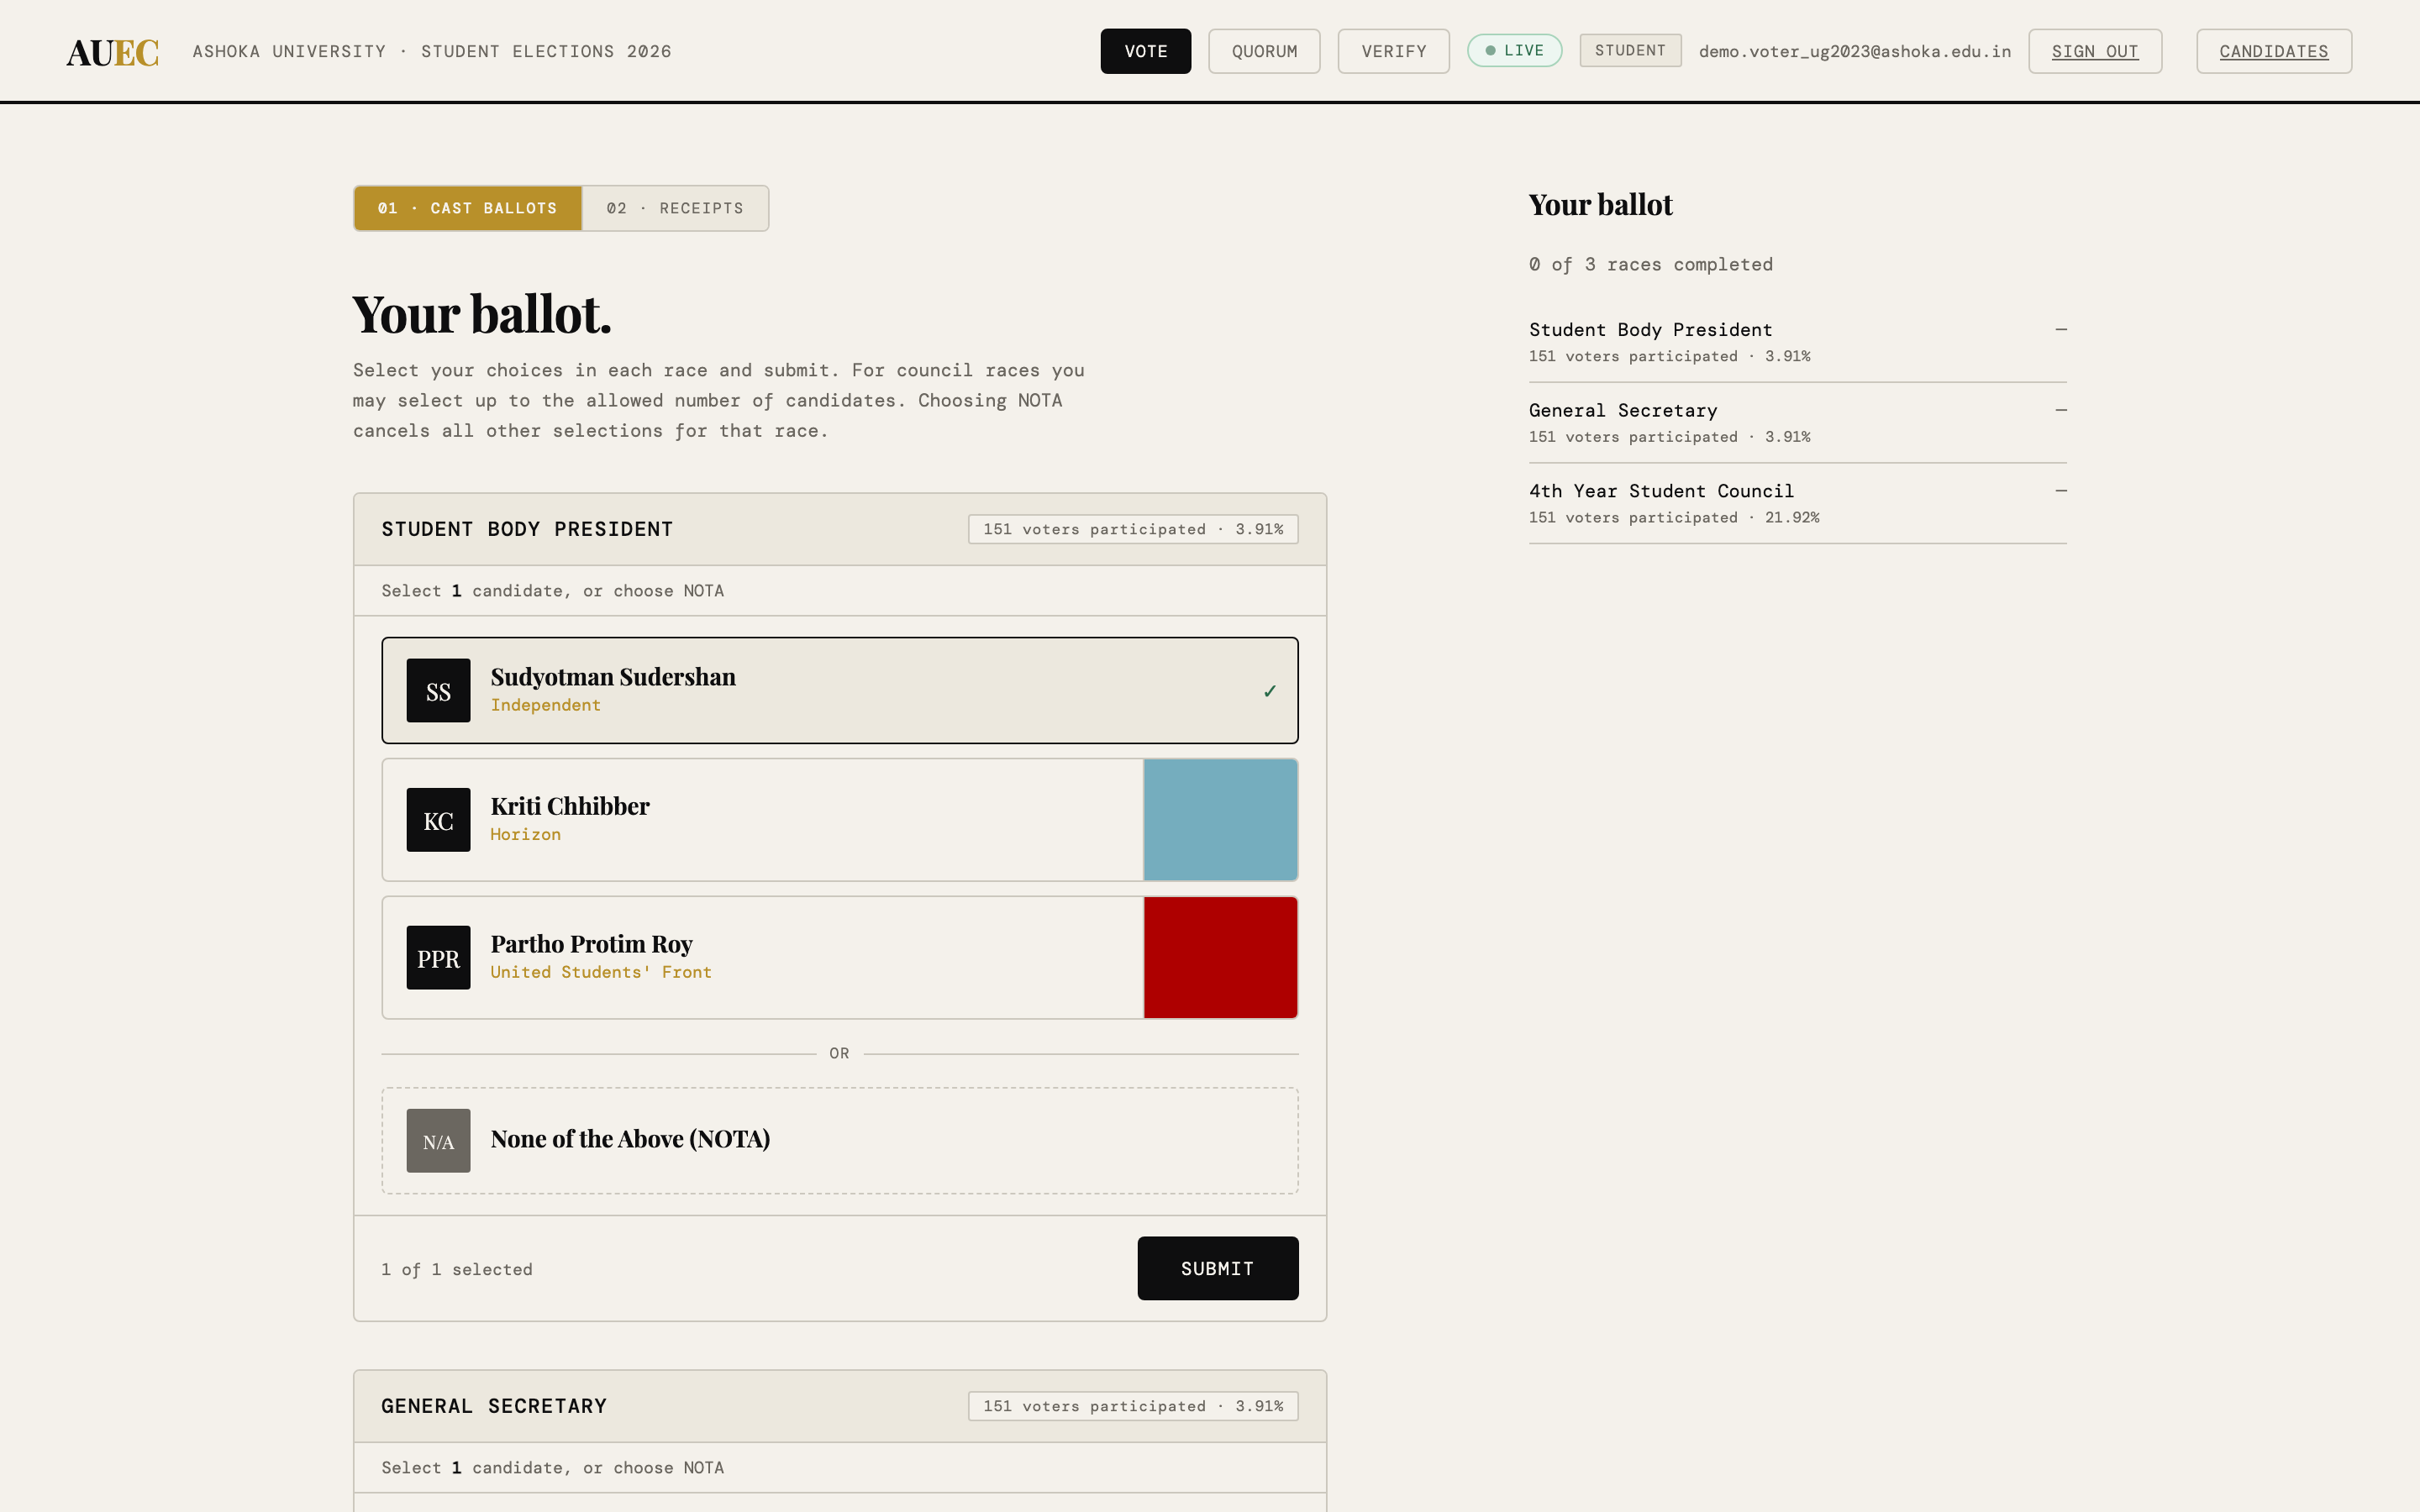 AUEC
ASHOKA UNIVERSITY · STUDENT ELECTIONS 2026
VOTE
QUORUM
VERIFY
LIVE
STUDENT
demo.voter_ug2023@ashoka.edu.in
SIGN OUT
CANDIDATES
01 · CAST BALLOTS
02 · RECEIPTS
Your ballot.
Select your choices in each race and submit. For council races you
may select up to the allowed number of candidates. Choosing NOTA
cancels all other selections for that race.
STUDENT BODY PRESIDENT
151 voters participated · 3.91%
Select 1 candidate, or choose NOTA
SS
Sudyotman Sudershan
Independent
✓
KC
Kriti Chhibber
Horizon
PPR
Partho Protim Roy
United Students' Front
OR
N/A
None of the Above (NOTA)
1 of 1 selected
SUBMIT
GENERAL SECRETARY
151 voters participated · 3.91%
Select 1 candidate, or choose NOTA
Your ballot
0 of 3 races completed
Student Body President —
151 voters participated · 3.91%
General Secretary —
151 voters participated · 3.91%
4th Year Student Council —
151 voters participated · 21.92%